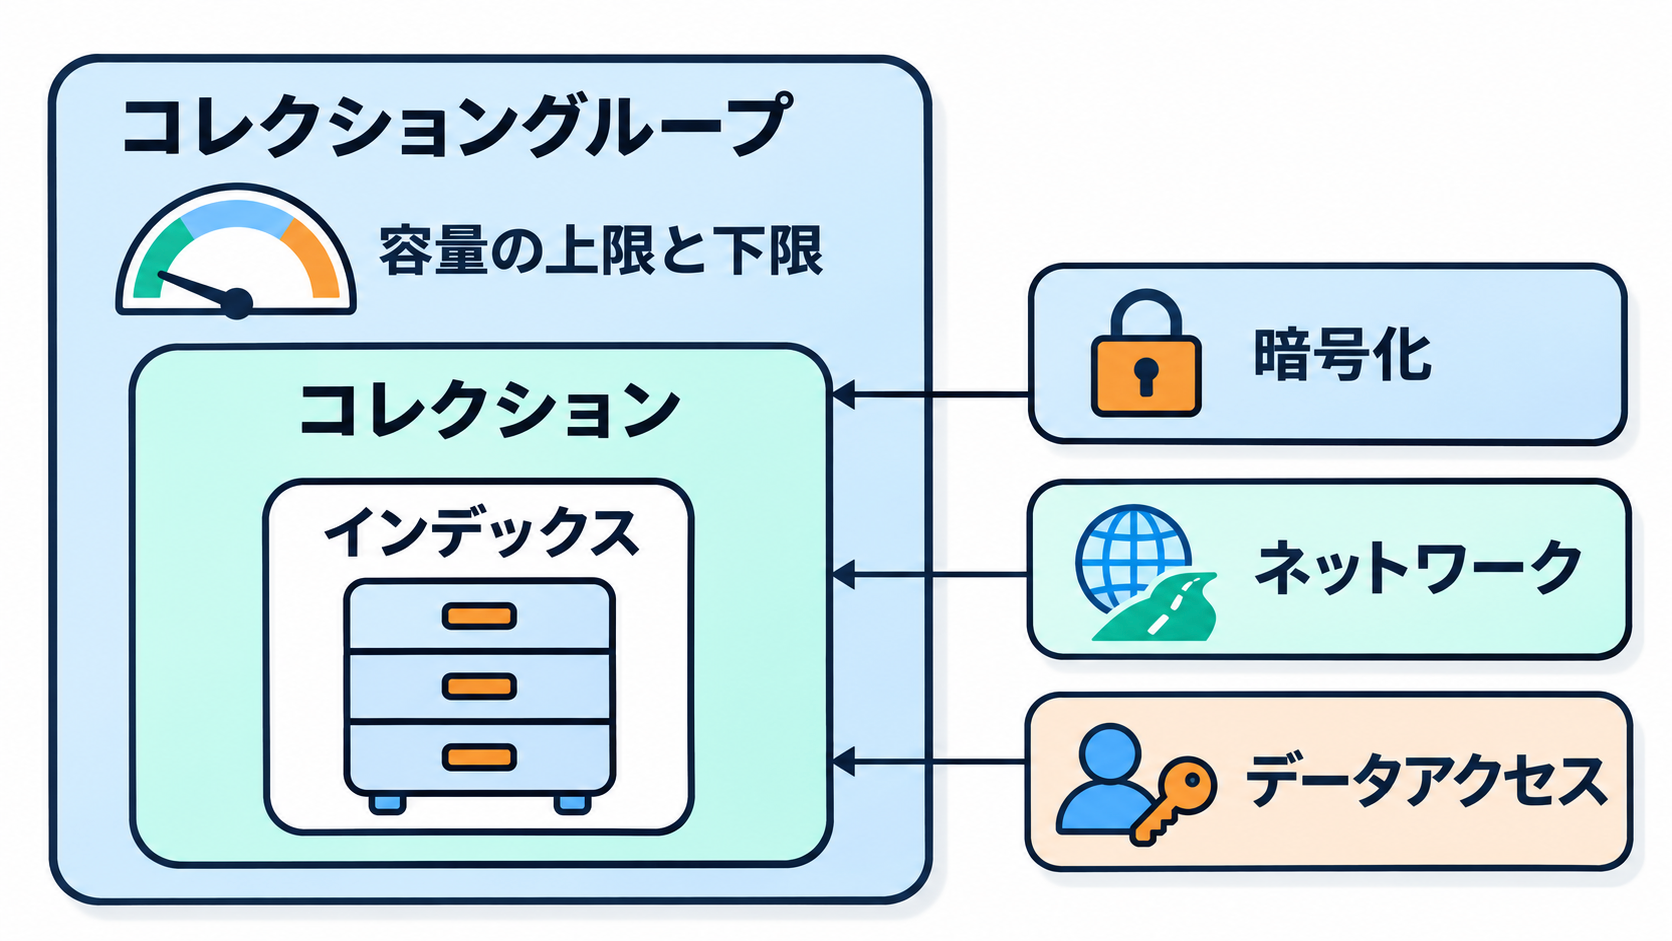 コレクショングループ
容量の上限と下限
コレクション
インデックス
暗号化
ネットワーク
データアクセス